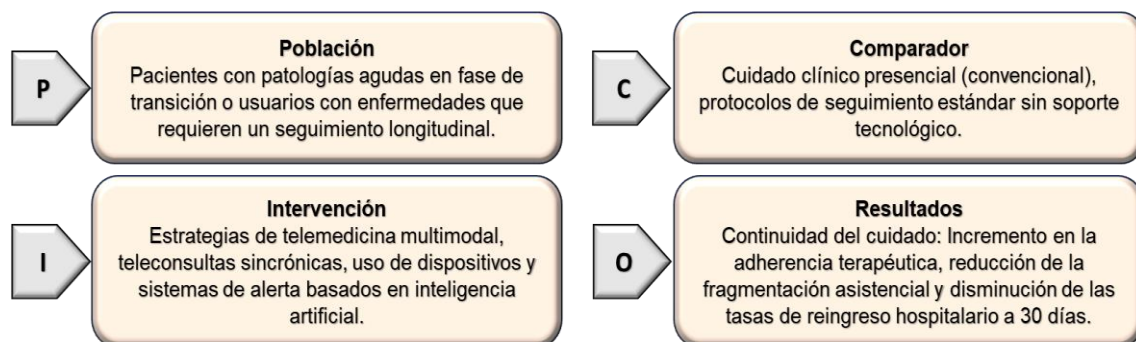 P
Población
Pacientes con patologías agudas en fase de
transición o usuarios con enfermedades que
requieren un seguimiento longitudinal.
C
Comparador
Cuidado clínico presencial (convencional),
protocolos de seguimiento estándar sin soporte
tecnológico.
I
Intervención
Estrategias de telemedicina multimodal,
teleconsultas sincrónicas, uso de dispositivos y
sistemas de alerta basados en inteligencia
artificial.
O
Resultados
Continuidad del cuidado: Incremento en la
adherencia terapéutica, reducción de la
fragmentación asistencial y disminución de las
tasas de reingreso hospitalario a 30 días.